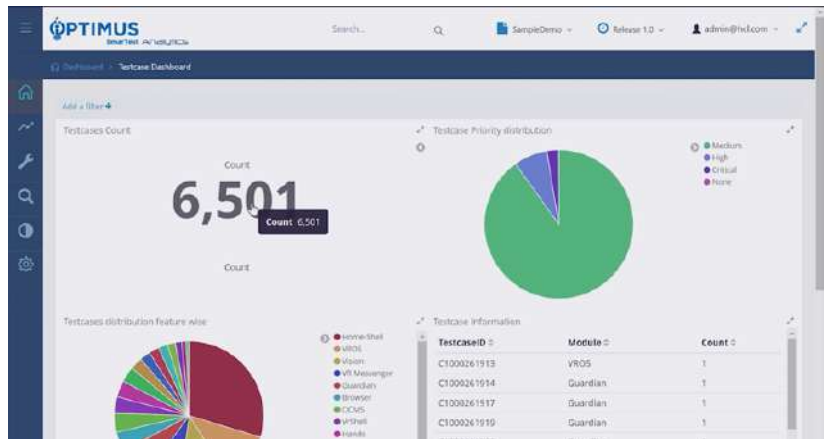 OPTIMUS
SmarTest Analytics
Search...
SampleDemo
Release 1.0
admin@hcl.com
Dashboard > Testcase Dashboard
Add a filter +
Testcases Count
Count
6,501
Count 6,501
Count
Testcase Priority distribution
Medium
High
Critical
None
Testcases distribution feature wise
Home-Shell
VROS
Vision
VR Messenger
Guardian
Browser
CICMS
VrShell
Hands
Testcase Information
TestcaseID Module Count
C1000261913 VROS 1
C1000261914 Guardian 1
C1000261917 Guardian 1
C1000261919 Guardian 1